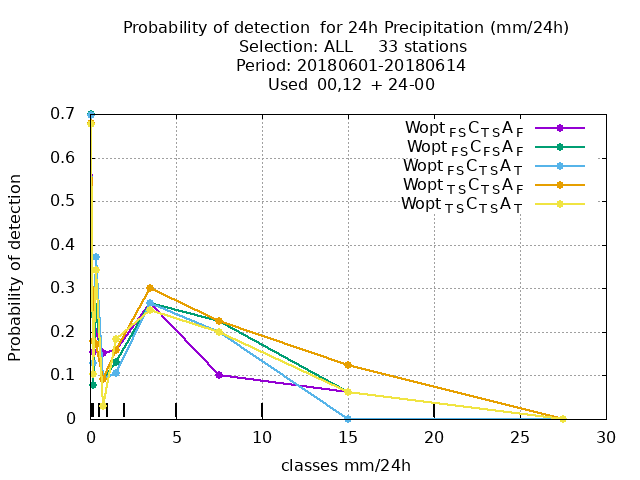 Probability of detection  for 24h Precipitation (mm/24h)
Selection: ALL     33 stations
Period: 20180601-20180614
Used  00,12  + 24-00
Wopt FS C TS A F
Wopt FS C FS A F
Wopt FS C TS A T
Wopt TS C TS A F
Wopt TS C TS A T
Probability of detection
0.7
0.6
0.5
0.4
0.3
0.2
0.1
0
0 5 10 15 20 25 30
classes mm/24h